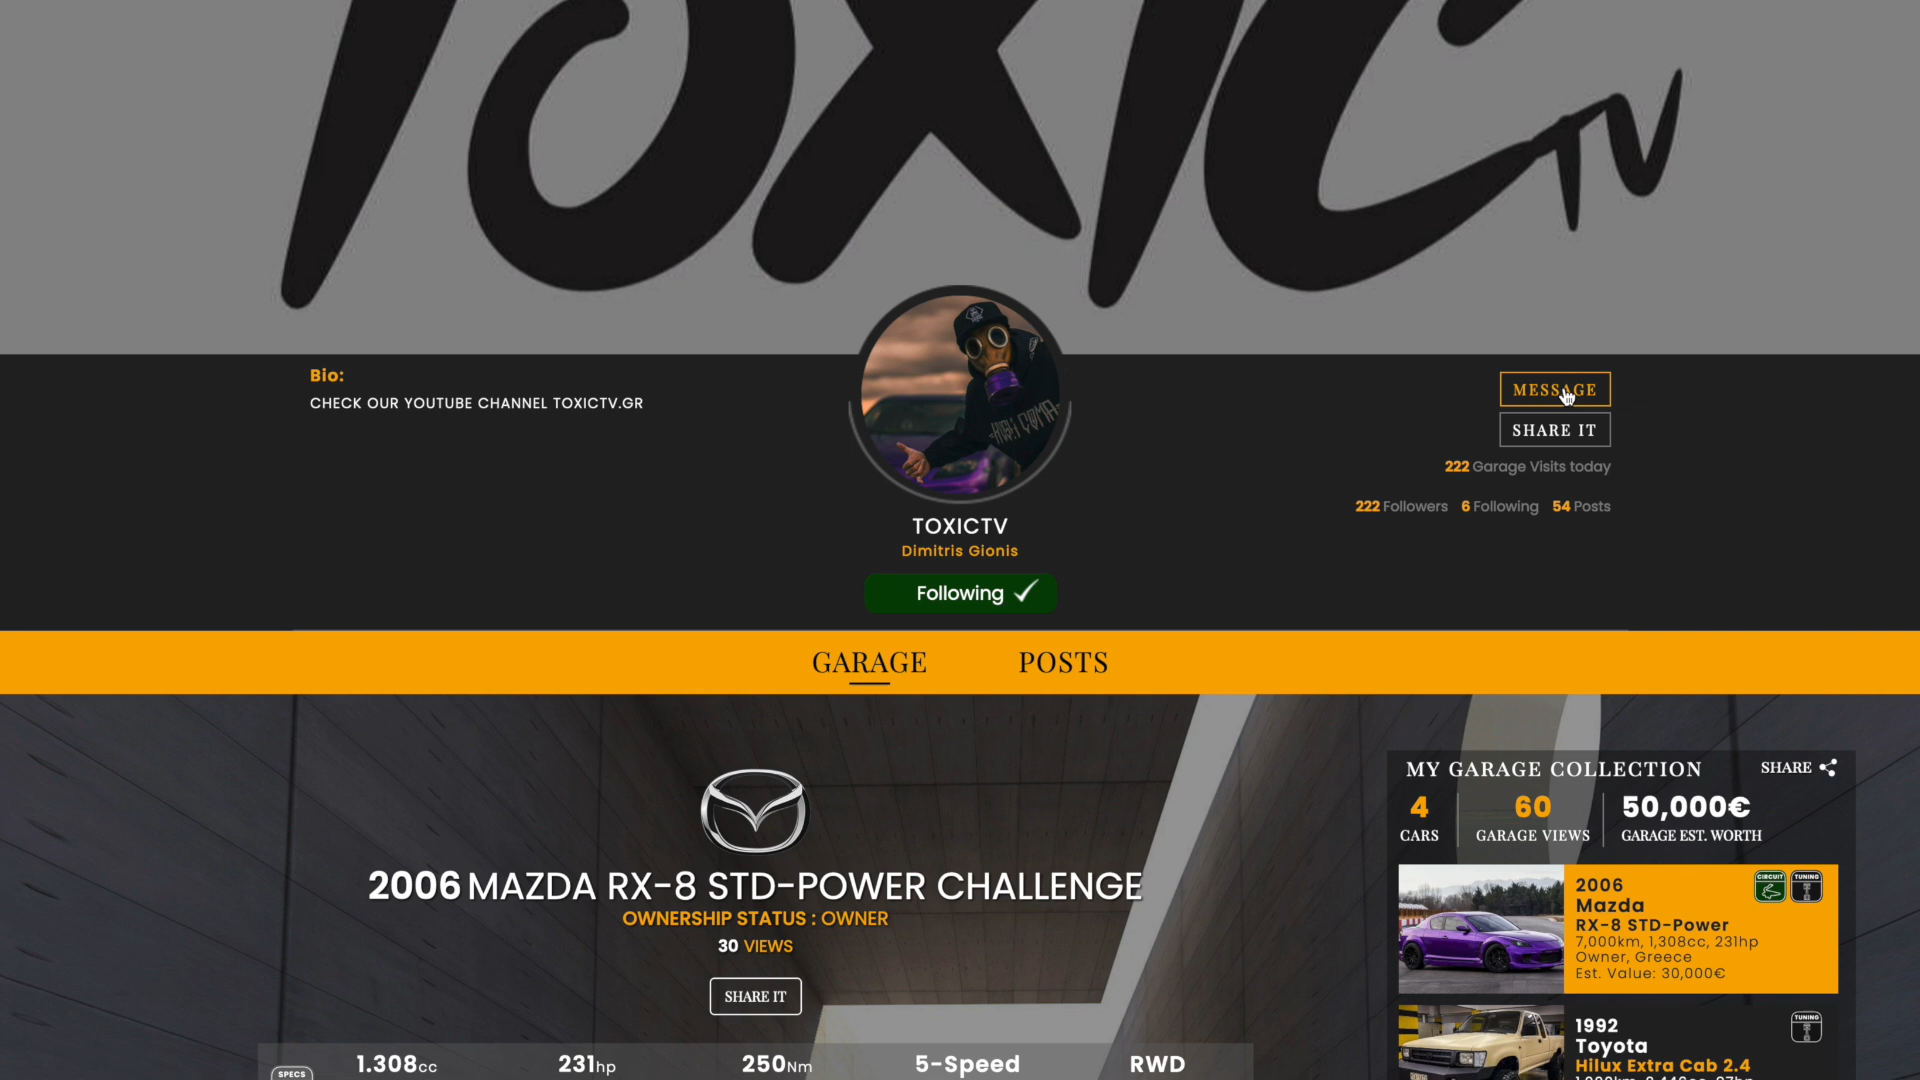 TOXIC TV
Bio:
CHECK OUR YOUTUBE CHANNEL TOXICTV.GR
HIGH COMA
MESSAGE
SHARE IT
222 Garage Visits today
222 Followers 6 Following 54 Posts
TOXICTV
Dimitris Gionis
Following
GARAGE POSTS
2006 MAZDA RX-8 STD-POWER CHALLENGE
OWNERSHIP STATUS : OWNER
30 VIEWS
SHARE IT
SPECS
1.308cc 231hp 250Nm 5-Speed RWD
MY GARAGE COLLECTION SHARE
4 60 50,000€
CARS GARAGE VIEWS GARAGE EST. WORTH
2006 CIRCUIT TUNING
Mazda
RX-8 STD-Power
7,000km, 1,308cc, 231hp
Owner, Greece
Est. Value: 30,000€
1992 TUNING
Toyota
Hilux Extra Cab 2.4